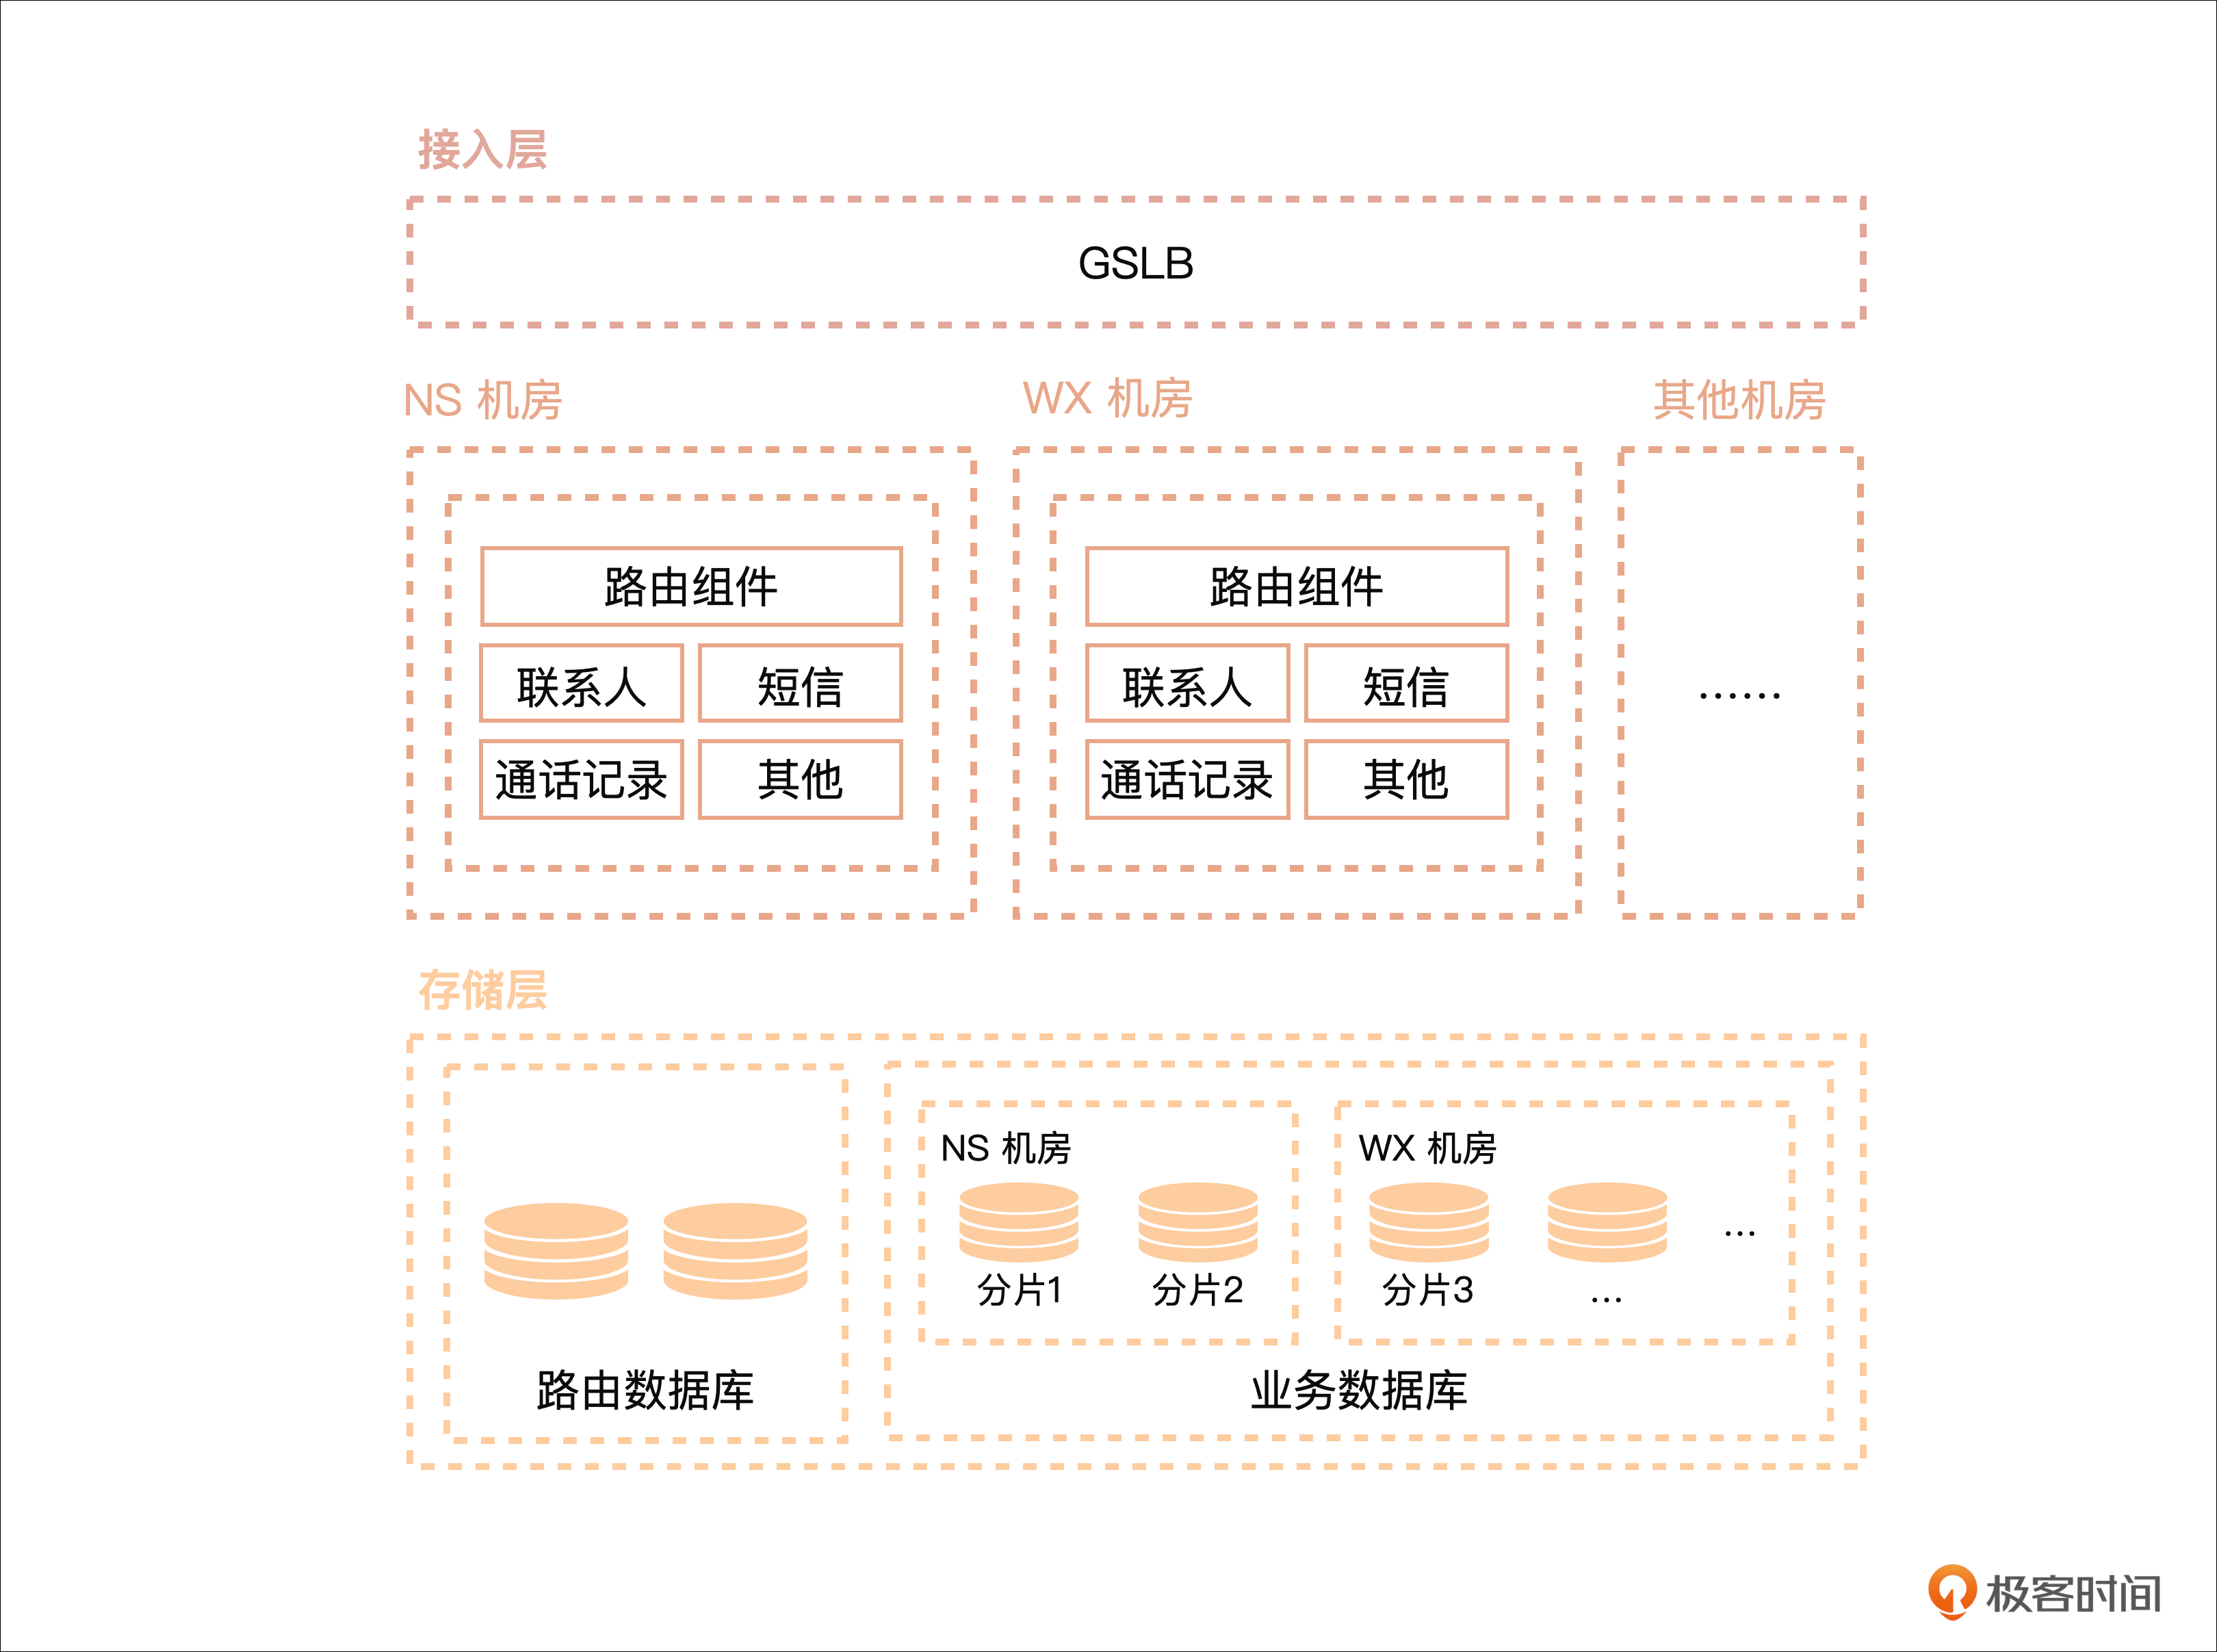 接入层
GSLB
NS 机房
WX 机房
其他机房
路由组件
联系人
短信
通话记录
其他
路由组件
联系人
短信
通话记录
其他
……
存储层
路由数据库
NS 机房
分片1
分片2
WX 机房
分片3
...
...
业务数据库
极客时间